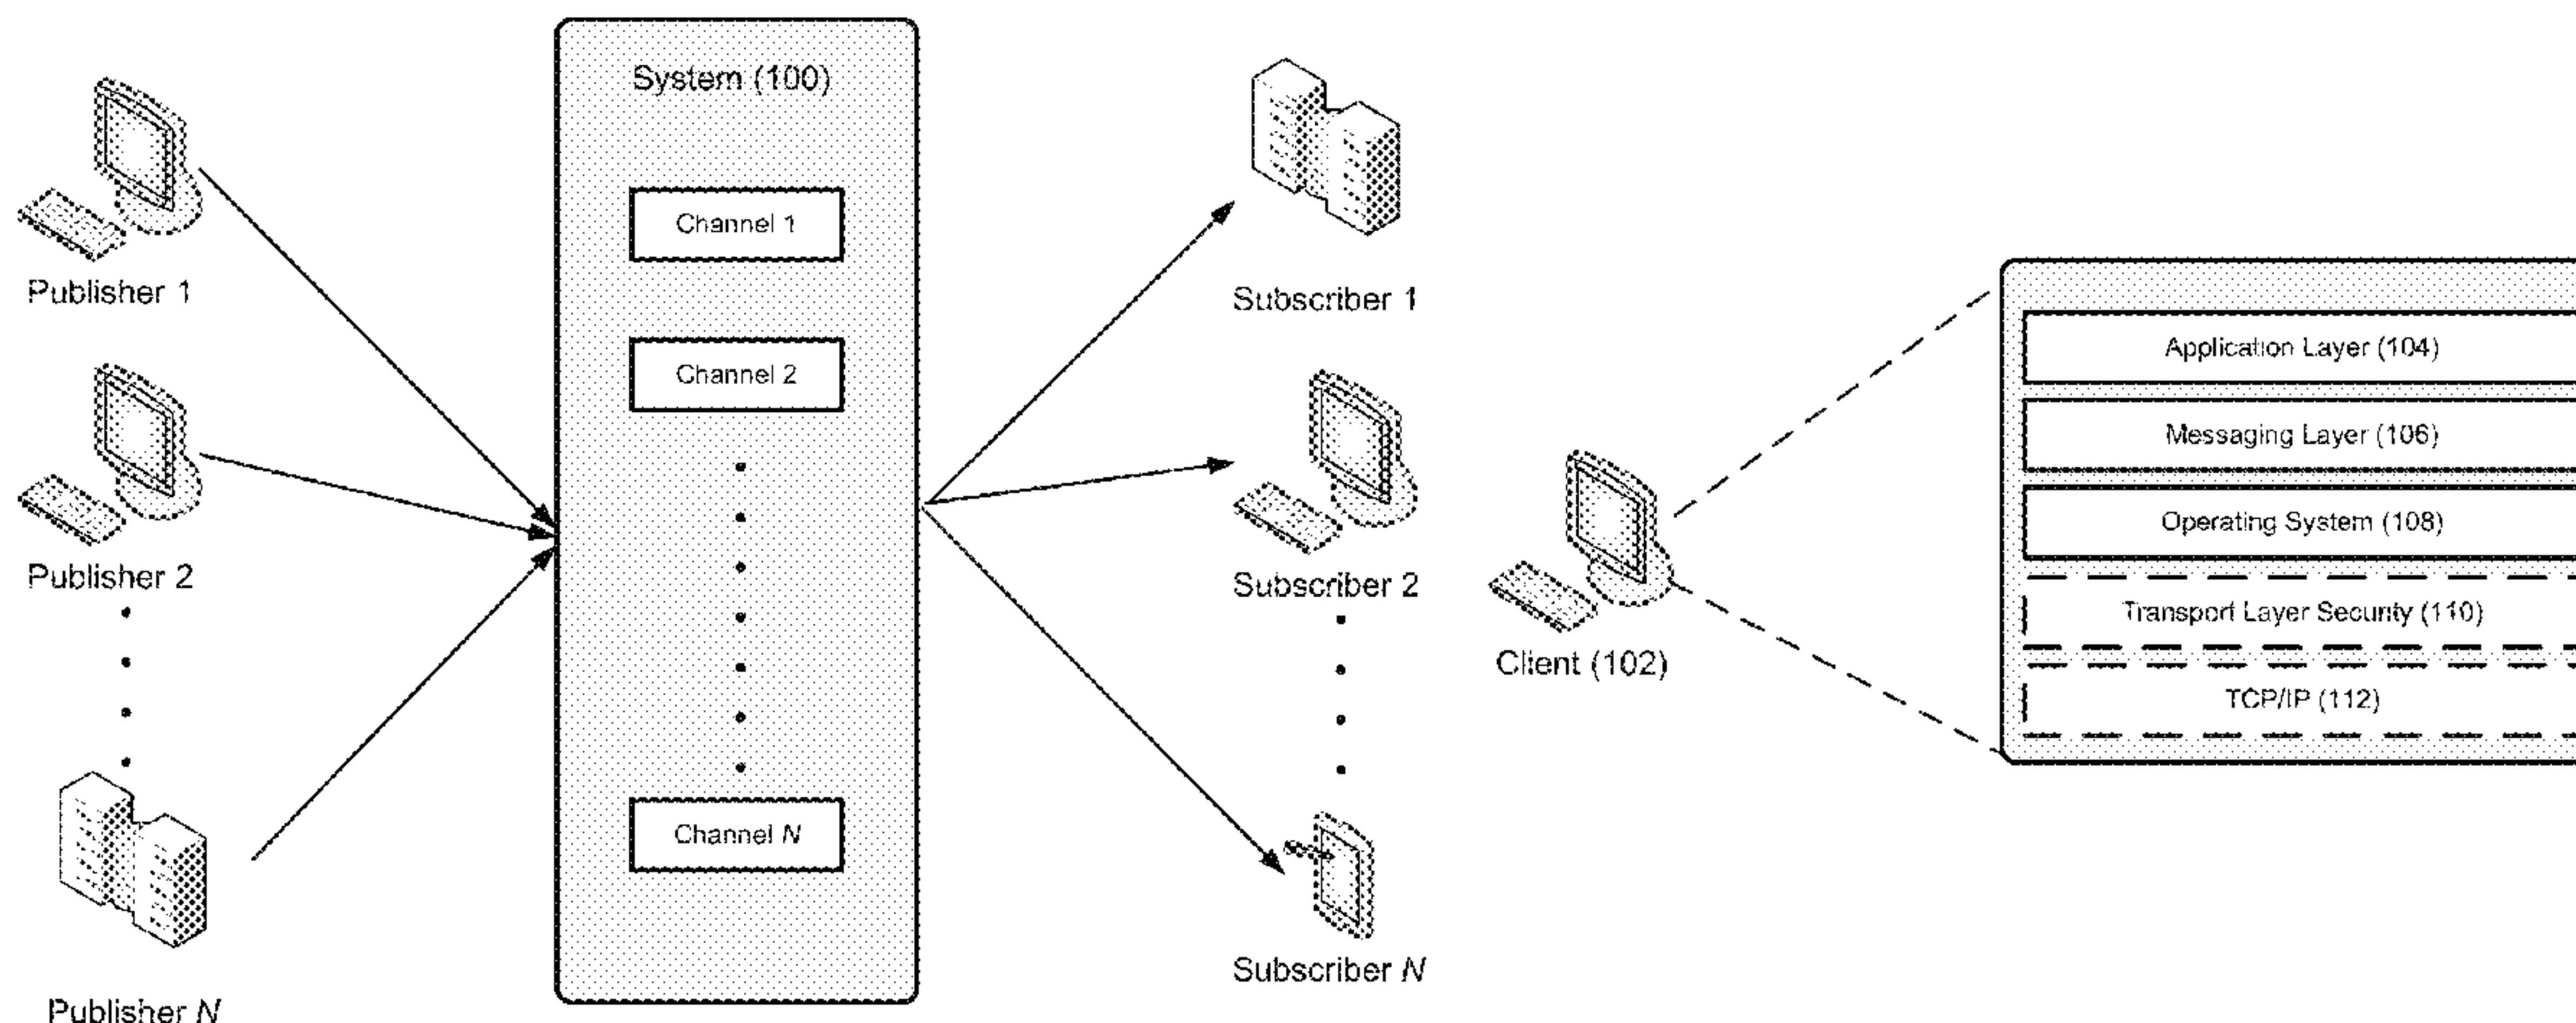 System (100)
Channel 1
Channel 2
Channel N
Publisher 1
Publisher 2
Publisher N
Subscriber 1
Subscriber 2
Subscriber N
Client (102)
Application Layer (104)
Messaging Layer (106)
Operating System (108)
Transport Layer Security (110)
TCP/IP (112)